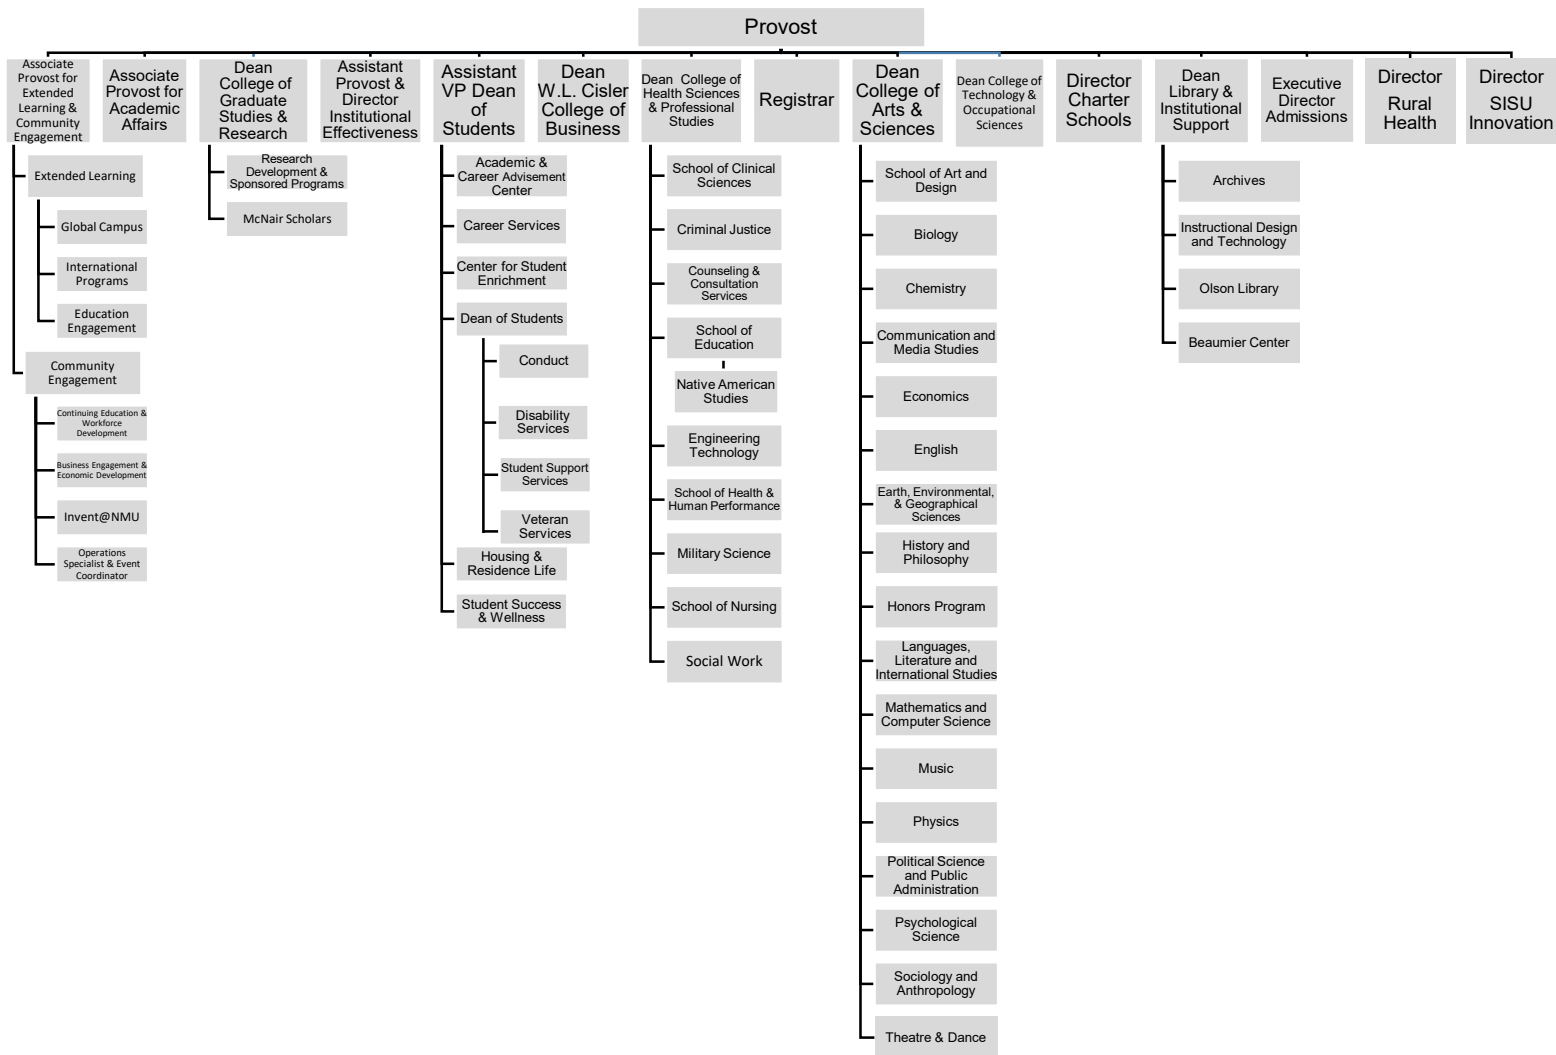 Provost
Associate
Provost for
Extended
Learning &
Community
Engagement
Associate
Provost for
Academic
Affairs
Dean
College of
Graduate
Studies &
Research
Assistant
Provost &
Director
Institutional
Effectiveness
Assistant
VP Dean
of
Students
Dean
W.L. Cisler
College of
Business
Dean College of
Health Sciences
& Professional
Studies
Registrar
Dean
College of
Arts &
Sciences
Dean College of
Technology &
Occupational
Sciences
Director
Charter
Schools
Dean
Library &
Institutional
Support
Executive
Director
Admissions
Director
Rural
Health
Director
SISU
Innovation
Extended Learning
Global Campus
International
Programs
Education
Engagement
Community
Engagement
Continuing Education &
Workforce
Development
Business Engagement &
Economic Development
Invent@NMU
Operations
Specialist & Event
Coordinator
Research
Development &
Sponsored Programs
McNair Scholars
Academic &
Career Advisement
Center
Career Services
Center for Student
Enrichment
Dean of Students
Conduct
Disability
Services
Student Support
Services
Veteran
Services
Housing &
Residence Life
Student Success
& Wellness
School of Clinical
Sciences
Criminal Justice
Counseling &
Consultation
Services
School of
Education
Native American
Studies
Engineering
Technology
School of Health &
Human Performance
Military Science
School of Nursing
Social Work
School of Art and
Design
Biology
Chemistry
Communication and
Media Studies
Economics
English
Earth, Environmental,
& Geographical
Sciences
History and
Philosophy
Honors Program
Languages,
Literature and
International Studies
Mathematics and
Computer Science
Music
Physics
Political Science
and Public
Administration
Psychological
Science
Sociology and
Anthropology
Theatre & Dance
Archives
Instructional Design
and Technology
Olson Library
Beaumier Center